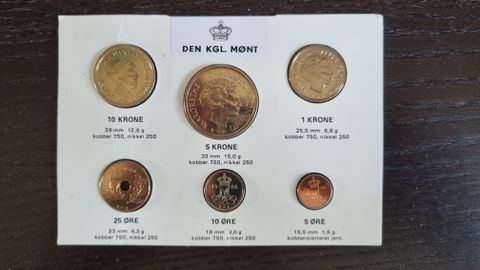 DEN KGL. MØNT
10 KRONE
28 mm 12,5 g
kobber 750, nikkel 250
5 KRONE
33 mm 15,0 g
kobber 750, nikkel 250
1 KRONE
25,5 mm 6,8 g
kobber 750, nikkel 250
25 ØRE
23 mm 4,3 g
kobber 750, nikkel 250
10 ØRE
18 mm 3,0 g
kobber 750, nikkel 250
5 ØRE
15,5 mm 1,6 g
kobberplatteret jern